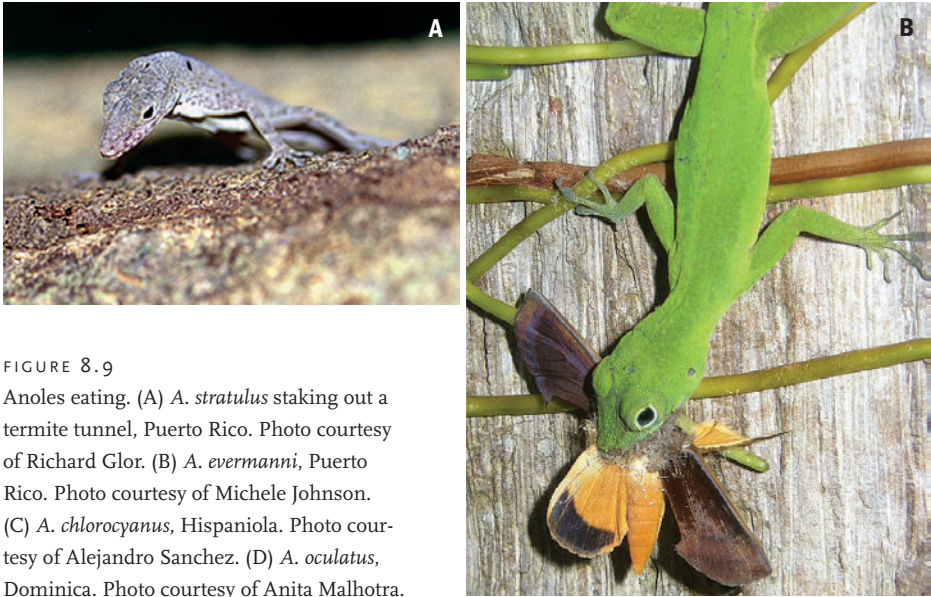 A
B
FIGURE 8.9
Anoles eating. (A) A. stratulus staking out a
termite tunnel, Puerto Rico. Photo courtesy
of Richard Glor. (B) A. evermanni, Puerto
Rico. Photo courtesy of Michele Johnson.
(C) A. chlorocyanus, Hispaniola. Photo cour-
tesy of Alejandro Sanchez. (D) A. oculatus,
Dominica. Photo courtesy of Anita Malhotra.